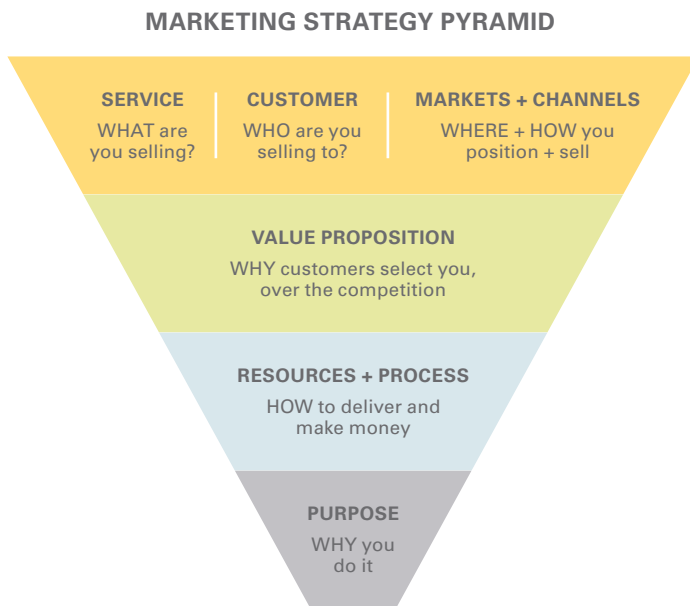 MARKETING STRATEGY PYRAMID
SERVICE
WHAT are
you selling?
CUSTOMER
WHO are you
selling to?
MARKETS + CHANNELS
WHERE + HOW you
position + sell
VALUE PROPOSITION
WHY customers select you,
over the competition
RESOURCES + PROCESS
HOW to deliver and
make money
PURPOSE
WHY you
do it